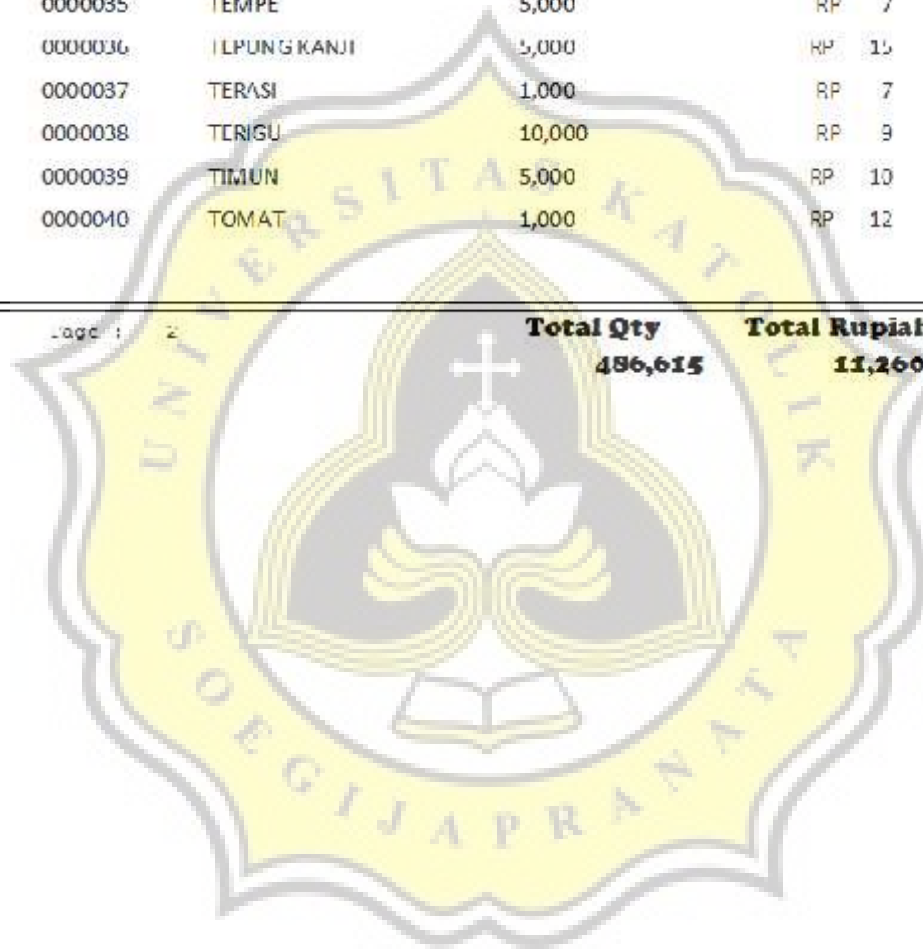 0000035 TEMPE 5,000 RP 7
0000036 TEPUNG KANJI 5,000 RP 15
0000037 TERASI 1,000 RP 7
0000038 TERIGU 10,000 RP 9
0000039 TIMUN 5,000 RP 10
0000040 TOMAT 1,000 RP 12
Page : 2 Total Qty Total Rupiah
486,615 11,260
UNIVERSITAS KATOLIK
SOEGIJAPRANATA